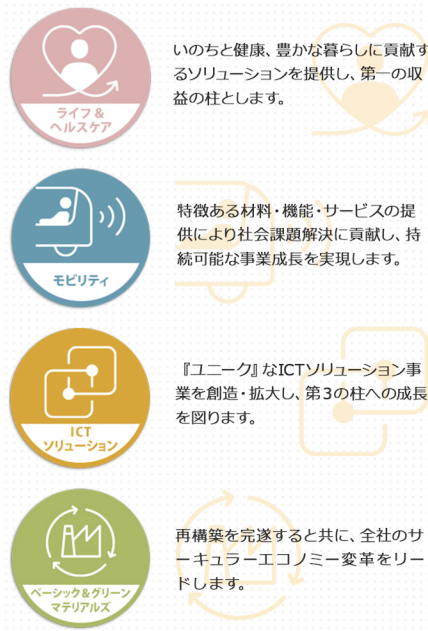 いのちと健康、豊かな暮らしに貢献す
るソリューションを提供し、第一の収
益の柱とします。
ライフ &
ヘルスケア
特徴ある材料・機能・サービスの提
供により社会課題解決に貢献し、持
続可能な事業成長を実現します。
モビリティ
『ユニーク』なICTソリューション事
業を創造・拡大し、第3の柱への成長
を図ります。
ICT
ソリューション
再構築を完遂すると共に、全社のサ
ーキュラーエコノミー変革をリー
ドします。
ベーシック&グリーン
マテリアルズ